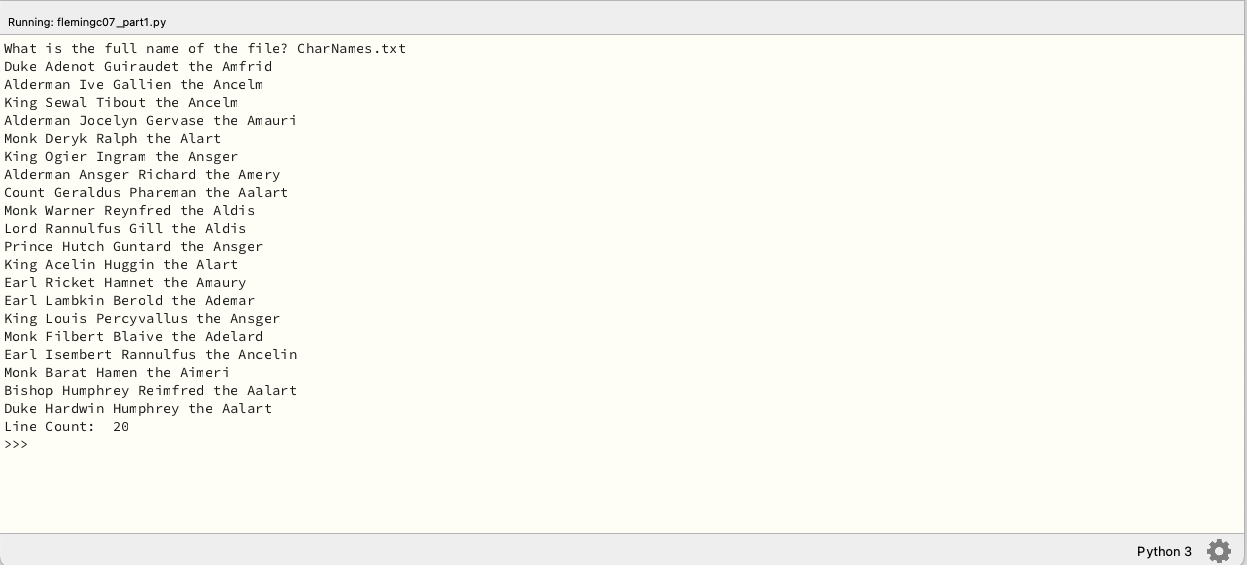 Running: flemingc07_part1.py
What is the full name of the file? CharNames.txt
Duke Adenot Guiraudet the Amfrid
Alderman Ive Gallien the Ancelm
King Sewal Tibout the Ancelm
Alderman Jocelyn Gervase the Amauri
Monk Deryk Ralph the Alart
King Ogier Ingram the Ansger
Alderman Ansger Richard the Amery
Count Geraldus Phareman the Aalart
Monk Warner Reynfred the Aldis
Lord Rannulfus Gill the Aldis
Prince Hutch Guntard the Ansger
King Acelin Huggin the Alart
Earl Ricket Hamnet the Amaury
Earl Lambkin Berold the Ademar
King Louis Percyvallus the Ansger
Monk Filbert Blaive the Adelard
Earl Isembert Rannulfus the Ancelin
Monk Barat Hamen the Aimeri
Bishop Humphrey Reimfred the Aalart
Duke Hardwin Humphrey the Aalart
Line Count:  20
>>>
Python 3